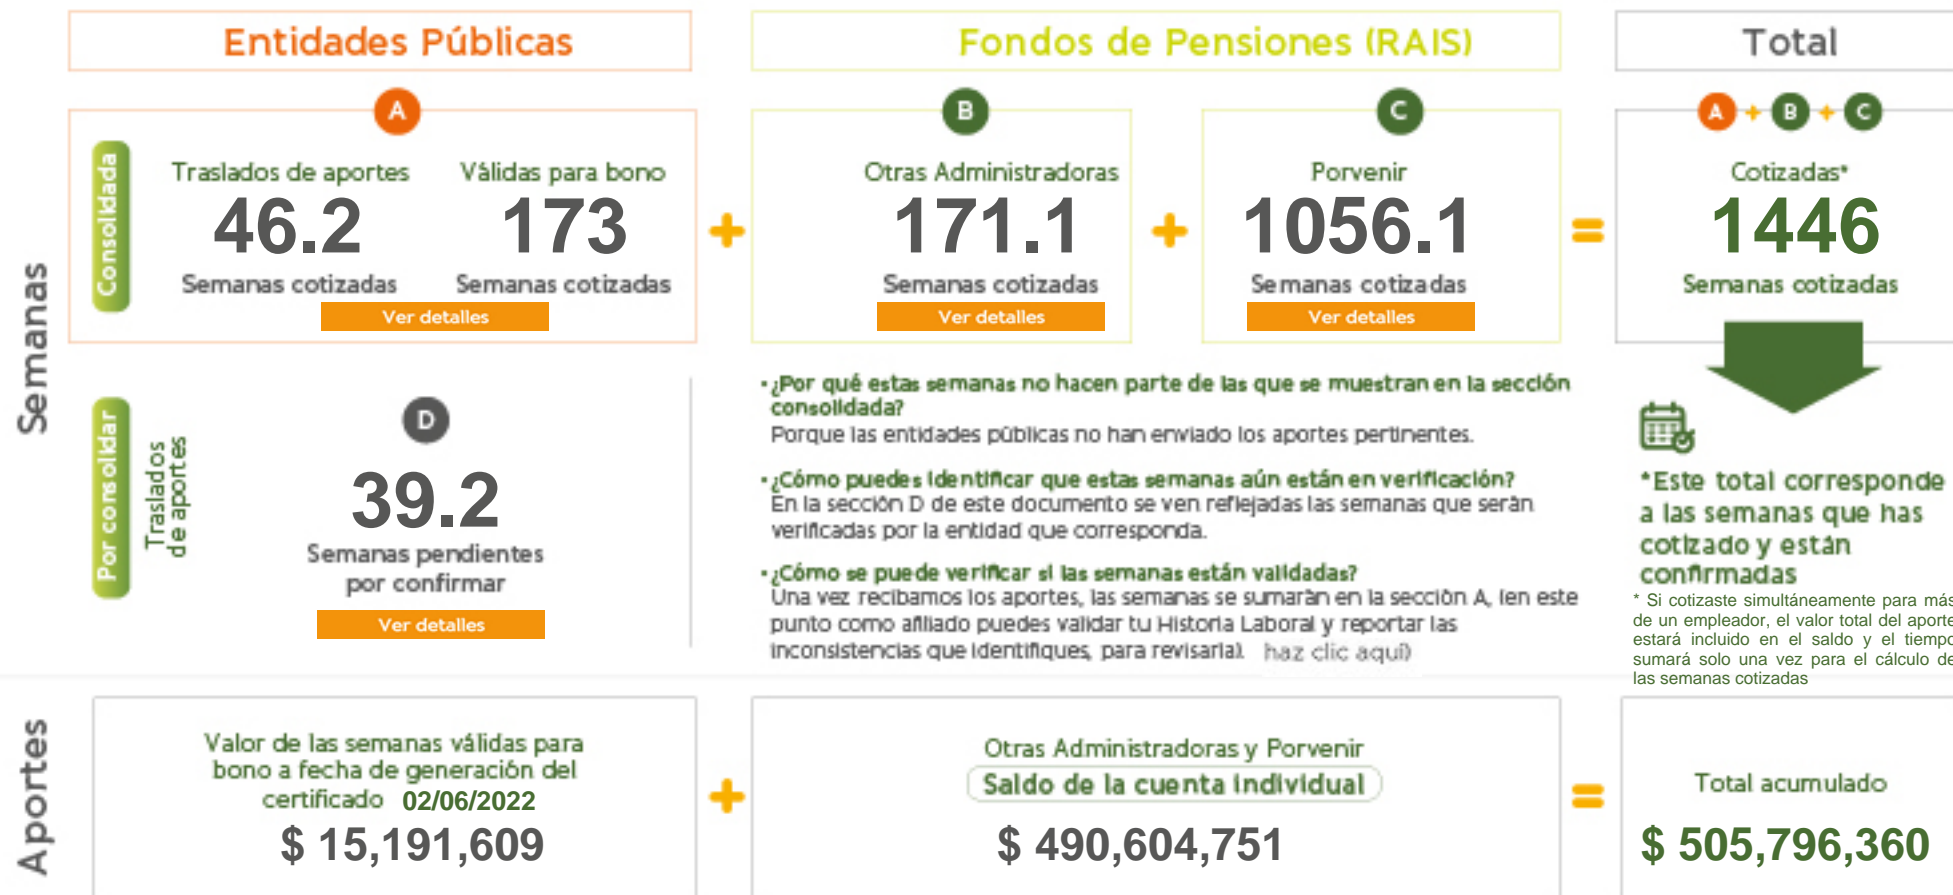 Entidades Públicas
Fondos de Pensiones (RAIS)
Total
Semanas
Consolidada
A
Traslados de aportes
46.2
Semanas cotizadas
Válidas para bono
173
Semanas cotizadas
Ver detalles
+
B
Otras Administradoras
171.1
Semanas cotizadas
Ver detalles
+
C
Porvenir
1056.1
Semanas cotizadas
Ver detalles
=
A + B + C
Cotizadas*
1446
Semanas cotizadas
Por consolidar
Traslados
de aportes
D
39.2
Semanas pendientes
por confirmar
Ver detalles
• ¿Por qué estas semanas no hacen parte de las que se muestran en la sección
consolidada?
Porque las entidades públicas no han enviado los aportes pertinentes.
• ¿Cómo puedes identificar que estas semanas aún están en verificación?
En la sección D de este documento se ven reflejadas las semanas que serán
verificadas por la entidad que corresponda.
• ¿Cómo se puede verificar si las semanas están validadas?
Una vez recibamos los aportes, las semanas se sumarán en la sección A, (en este
punto como afiliado puedes validar tu Historia Laboral y reportar las
inconsistencias que identifiques, para revisarla). haz clic aquí)
*Este total corresponde
a las semanas que has
cotizado y están
confirmadas
* Si cotizaste simultáneamente para más
de un empleador, el valor total del aporte
estará incluido en el saldo y el tiempo
sumará solo una vez para el cálculo de
las semanas cotizadas
Aportes
Valor de las semanas válidas para
bono a fecha de generación del
certificado 02/06/2022
$ 15,191,609
+
Otras Administradoras y Porvenir
Saldo de la cuenta individual
$ 490,604,751
=
Total acumulado
$ 505,796,360